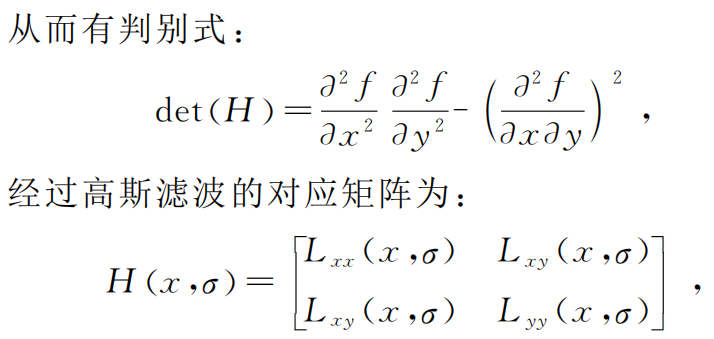 从而有判别式：
det(H)=∂²f/∂x² ∂²f/∂y² - (∂²f/∂x∂y)²，
经过高斯滤波的对应矩阵为：
H(x,σ)=[L_xx(x,σ) L_xy(x,σ)
L_xy(x,σ) L_yy(x,σ)]，